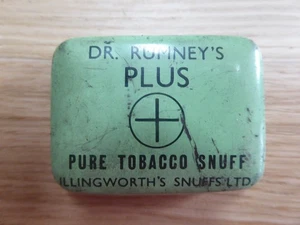 DR. RUMNEY'S
PLUS
PURE TOBACCO SNUFF
ILLINGWORTH'S SNUFFS LTD.